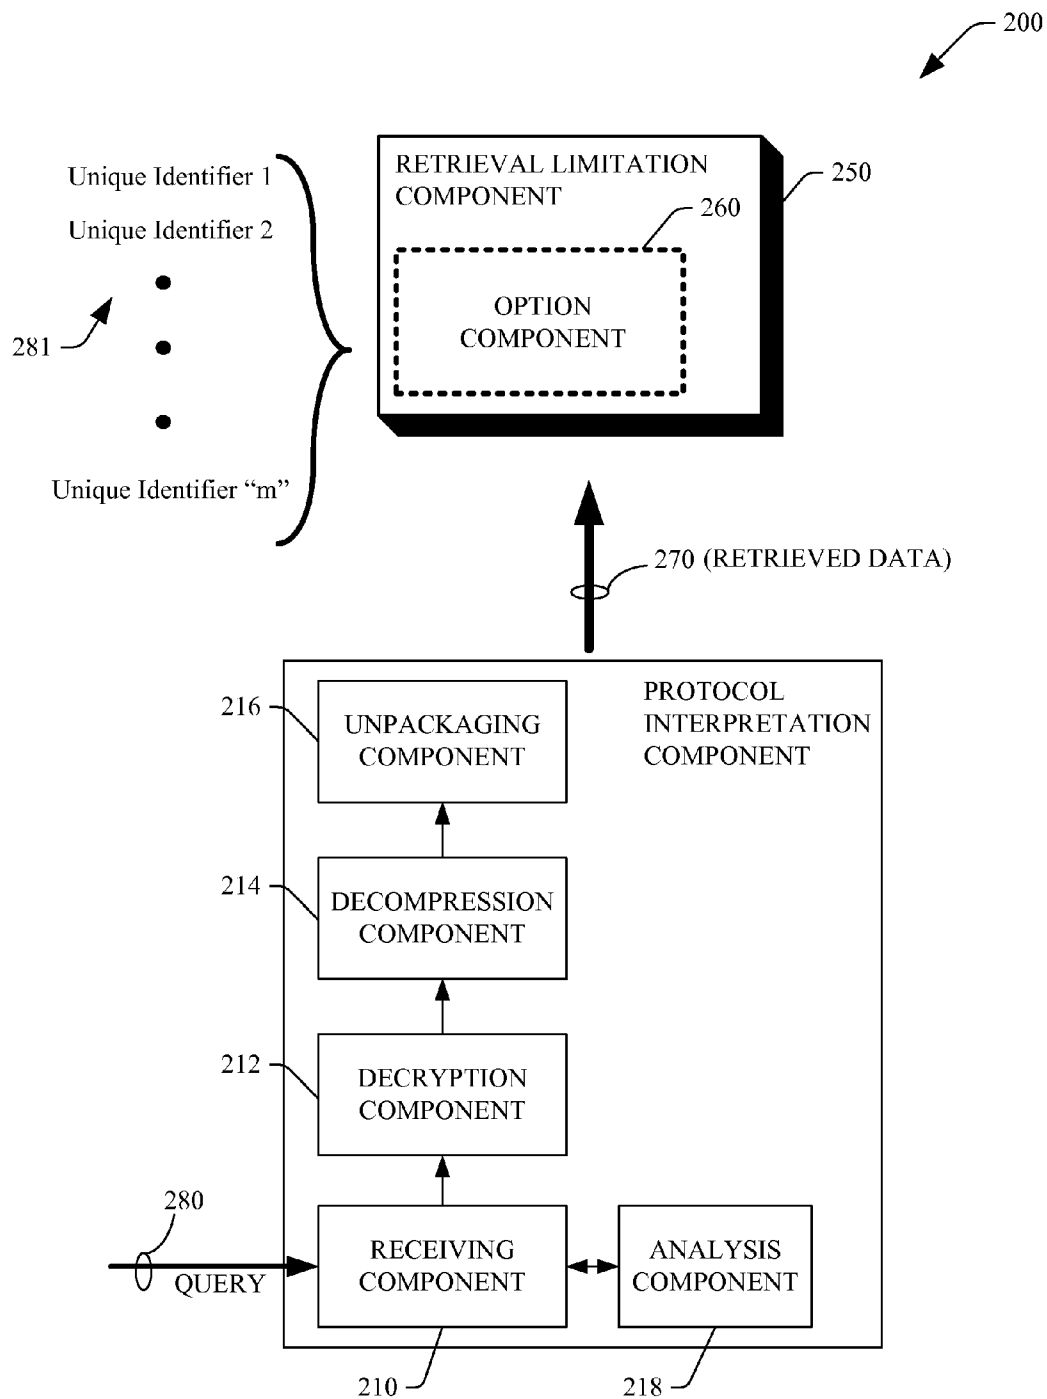 200
Unique Identifier 1
Unique Identifier 2
281
Unique Identifier “m”
RETRIEVAL LIMITATION
COMPONENT
250
260
OPTION
COMPONENT
270 (RETRIEVED DATA)
PROTOCOL
INTERPRETATION
COMPONENT
216
UNPACKAGING
COMPONENT
214
DECOMPRESSION
COMPONENT
212
DECRYPTION
COMPONENT
280
QUERY
RECEIVING
COMPONENT
ANALYSIS
COMPONENT
210
218